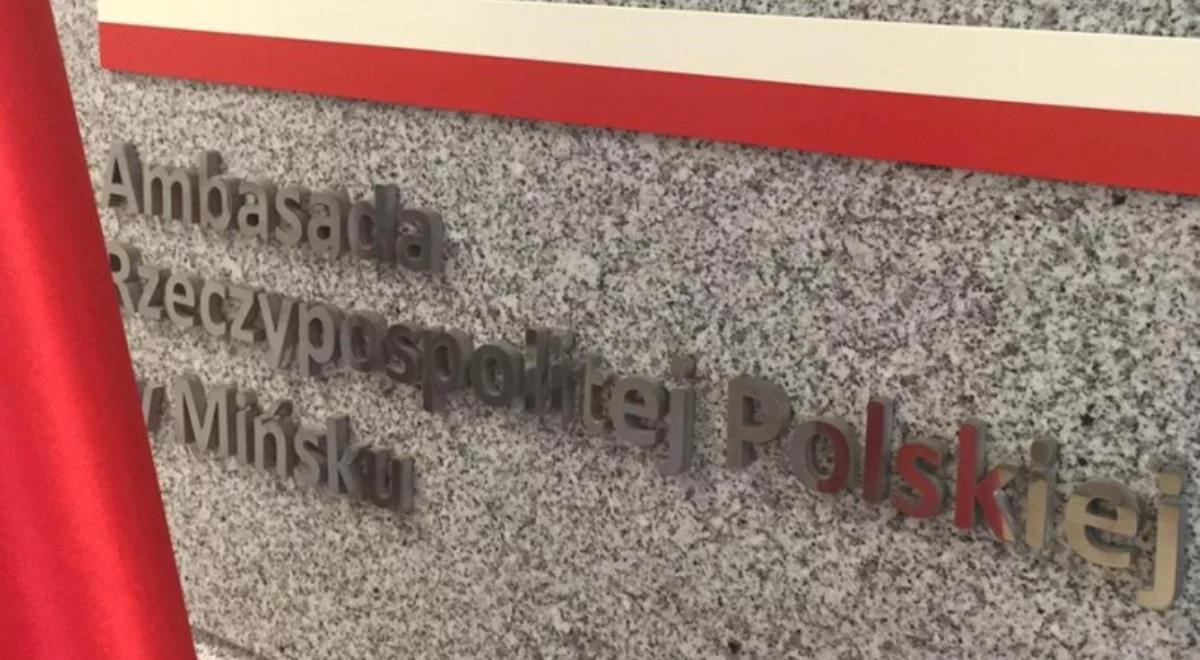 Ambasada
Rzeczypospolitej Polskiej
w Mińsku